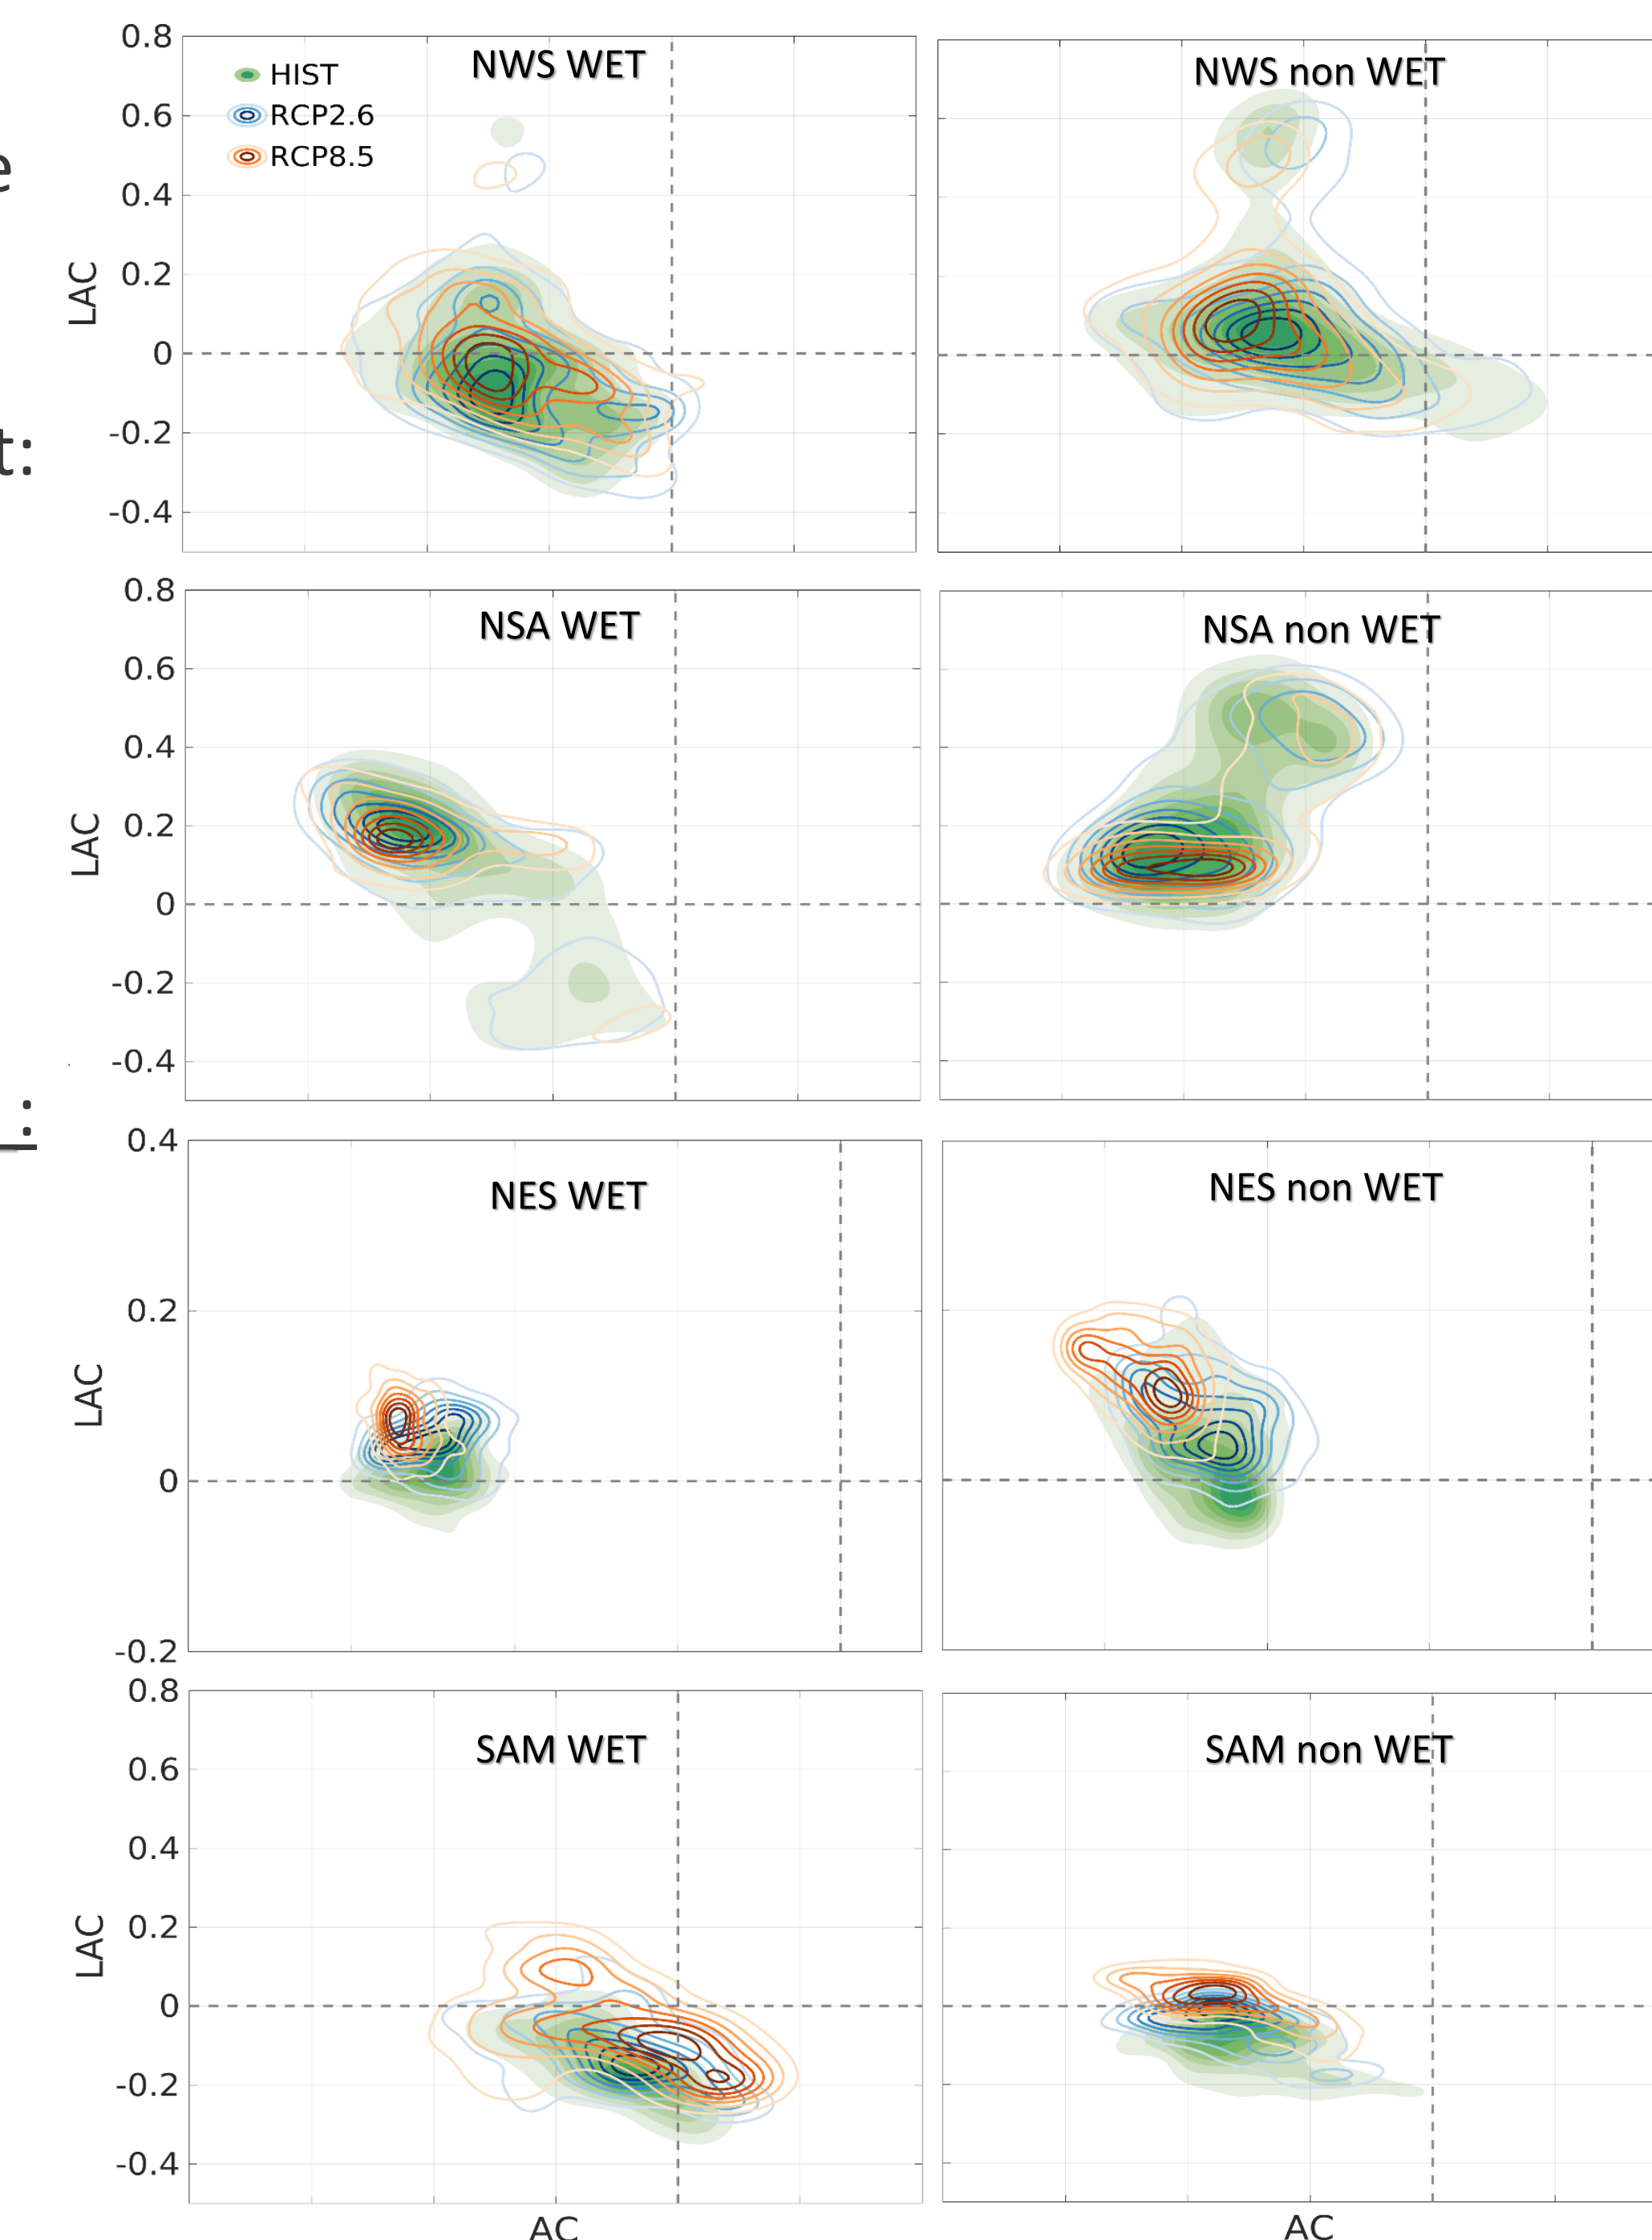 e
t:
:
NWS WET
HIST
RCP2.6
RCP8.5
0.8
0.6
0.4
0.2
0
-0.2
-0.4
LAC
NWS non WET
NSA WET
0.8
0.6
0.4
0.2
0
-0.2
-0.4
LAC
NSA non WET
NES WET
0.4
0.2
0
-0.2
LAC
NES non WET
SAM WET
0.8
0.6
0.4
0.2
0
-0.2
-0.4
LAC
AC
SAM non WET
AC